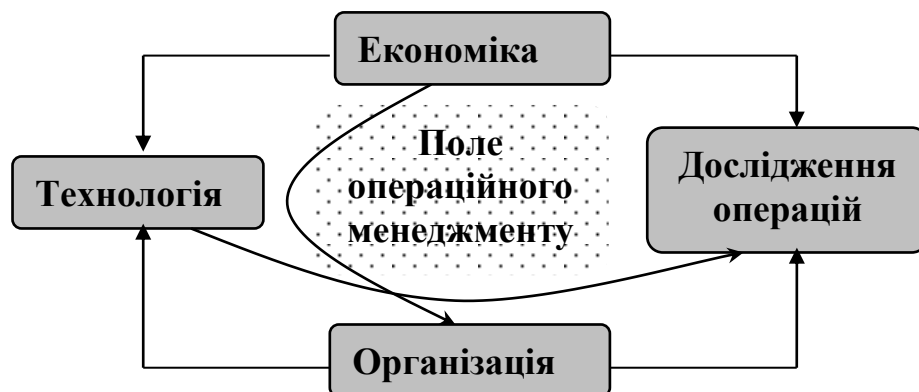 Економіка
Поле
операційного
менеджменту
Технологія
Дослідження
операцій
Організація